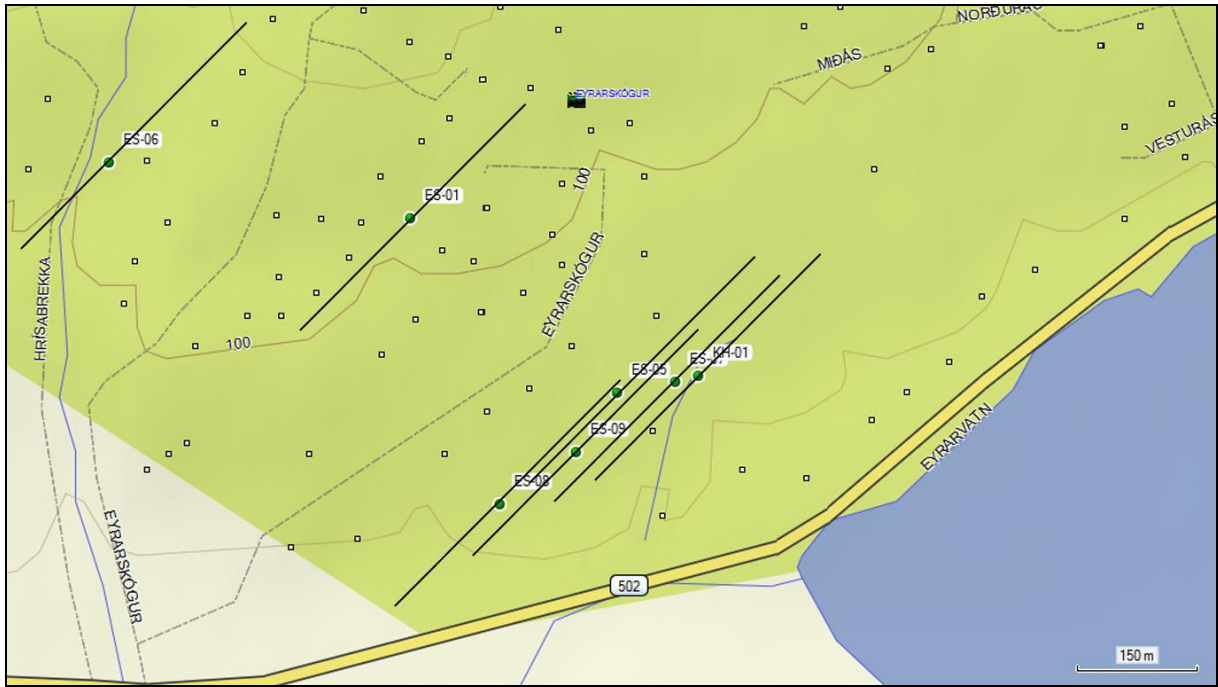 NORÐURÁS
MIÐÁS
EYRARSKÓGUR
VESTURÁS
ES-06
100
ES-01
EYRARSKÓGUR
HRÍSABREKKA
100
KH-01
ES-05
ES-09
EYRARVATN
ES-08
EYRARSKÓGUR
502
150 m